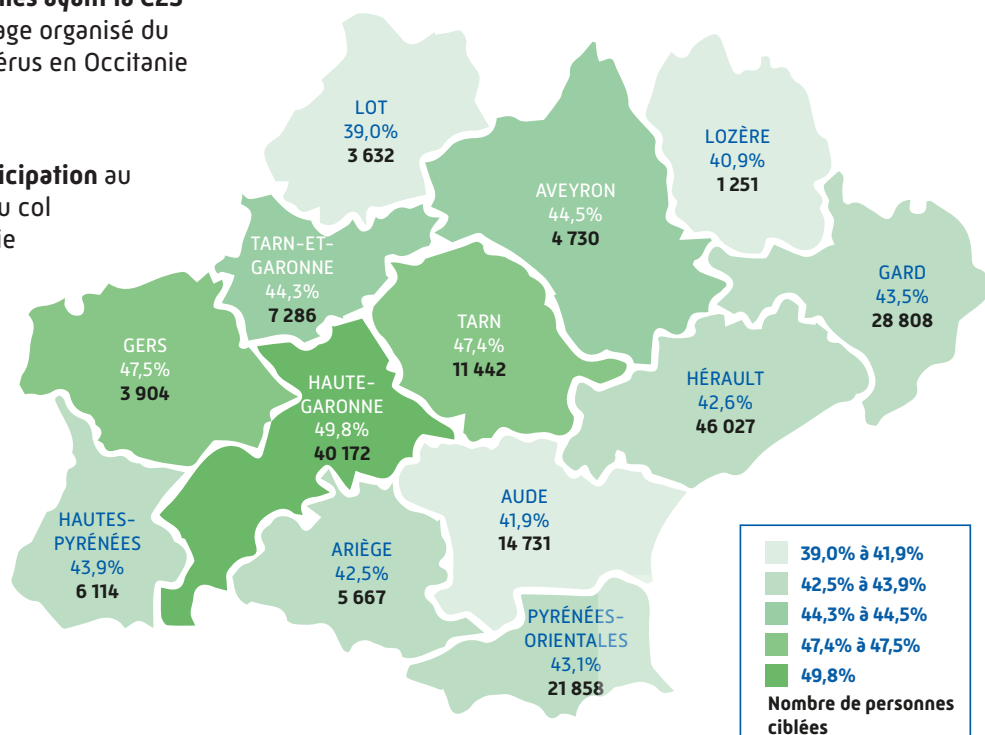 age organisé du
érus en Occitanie
icipation au
u col
ie
LOT
39,0%
3 632
LOZÈRE
40,9%
1 251
AVEYRON
44,5%
4 730
TARN-ET-
GARONNE
44,3%
7 286
GARD
43,5%
28 808
TARN
47,4%
11 442
GERS
47,5%
3 904
HÉRAULT
42,6%
46 027
HAUTE-
GARONNE
49,8%
40 172
AUDE
41,9%
14 731
HAUTES-
PYRÉNÉES
43,9%
6 114
ARIÈGE
42,5%
5 667
PYRÉNÉES-
ORIENTALES
43,1%
21 858
39,0% à 41,9%
42,5% à 43,9%
44,3% à 44,5%
47,4% à 47,5%
49,8%
Nombre de personnes
ciblées